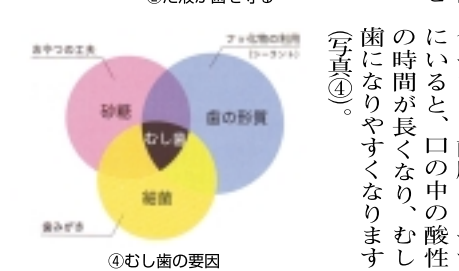 にいると、口の中の酸性
の時間が長くなり、むし
歯になりやすくなります
(写真④)。
おやつの工夫
フッ化物の利用
(シーラント)
砂糖
歯の形質
むし歯
細菌
歯みがき
④むし歯の要因